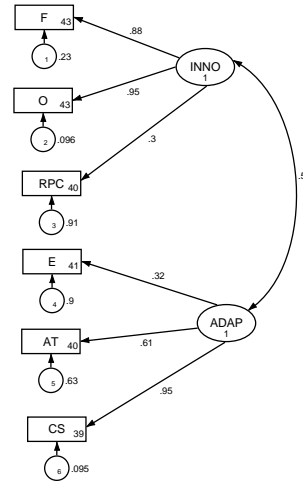 F 43
.88
1 .23
INNO
1
O 43
.95
2 .096
.3
RPC 40
3 .91
E 41
.32
4 .9
ADAP
1
AT 40
.61
5 .63
.95
CS 39
6 .095